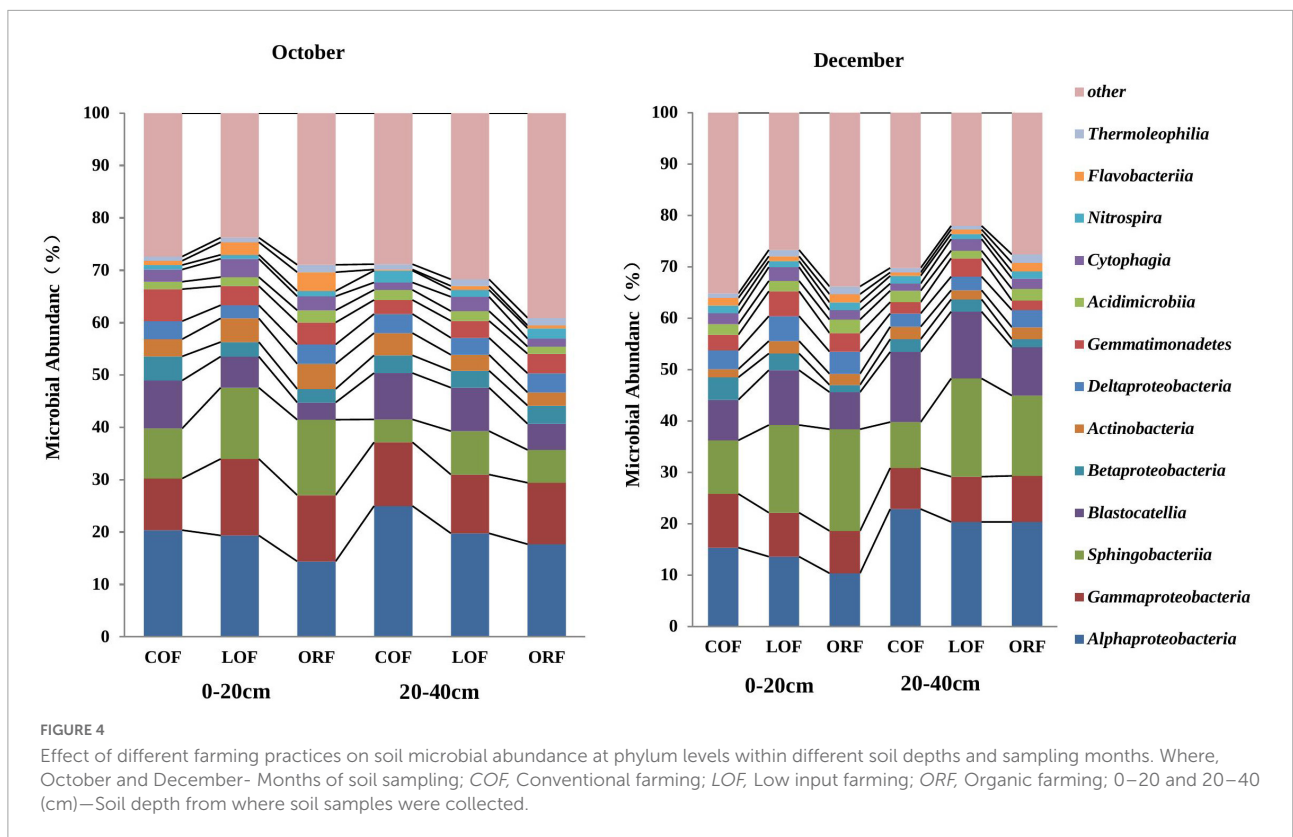 October
Microbial Abundanc （%）
100
90
80
70
60
50
40
30
20
10
0
COF LOF ORF COF LOF ORF
0-20cm 20-40cm
December
Microbial Abundanc （%）
100
90
80
70
60
50
40
30
20
10
0
COF LOF ORF COF LOF ORF
0-20cm 20-40cm
other
Thermoleophilia
Flavobacteriia
Nitrospira
Cytophagia
Acidimicrobiia
Gemmatimonadetes
Deltaproteobacteria
Actinobacteria
Betaproteobacteria
Blastocatellia
Sphingobacteriia
Gammaproteobacteria
Alphaproteobacteria
FIGURE 4
Effect of different farming practices on soil microbial abundance at phylum levels within different soil depths and sampling months. Where,
October and December- Months of soil sampling; COF, Conventional farming; LOF, Low input farming; ORF, Organic farming; 0–20 and 20–40
(cm)—Soil depth from where soil samples were collected.